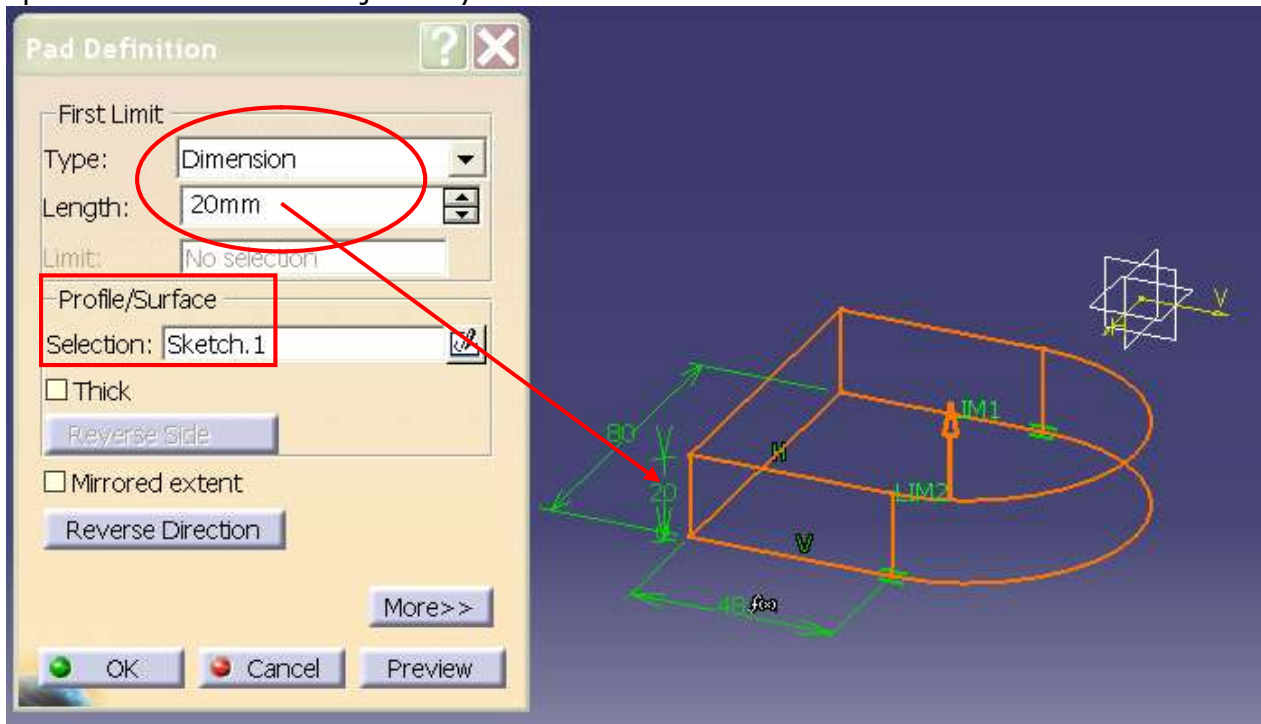 Pad Definition
First Limit
Type: Dimension
Length: 20mm
Limit: No selection
Profile/Surface
Selection: Sketch.1
Thick
Reverse Side
Mirrored extent
Reverse Direction
More>>
OK Cancel Preview
V
LIM1
80
H
20
LIM2
V
48
f(x)